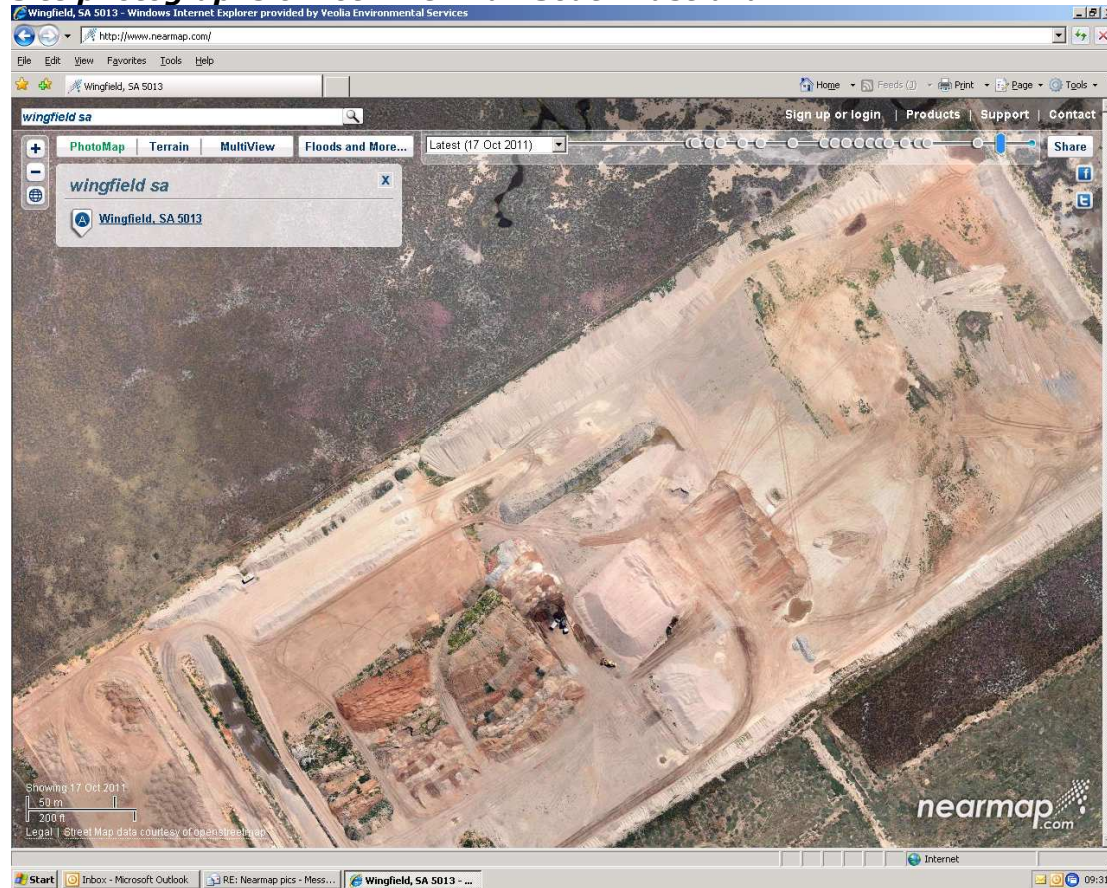 Wingfield, SA 5013 - Windows Internet Explorer provided by Veolia Environmental Services
http://www.nearmap.com/
File Edit View Favorites Tools Help
Wingfield, SA 5013
Home Feeds (J) Print Page Tools
wingfield sa
Sign up or login | Products | Support | Contact
PhotoMap Terrain MultiView Floods and More... Latest (17 Oct 2011) Share
wingfield sa X
A Wingfield, SA 5013
Showing 17 Oct 2011
50 m
200 ft
Legal | Street Map data courtesy of openstreetmap
nearmap.com
Internet
Start Inbox - Microsoft Outlook RE: Nearmap pics - Mess... Wingfield, SA 5013 - ... 09:31